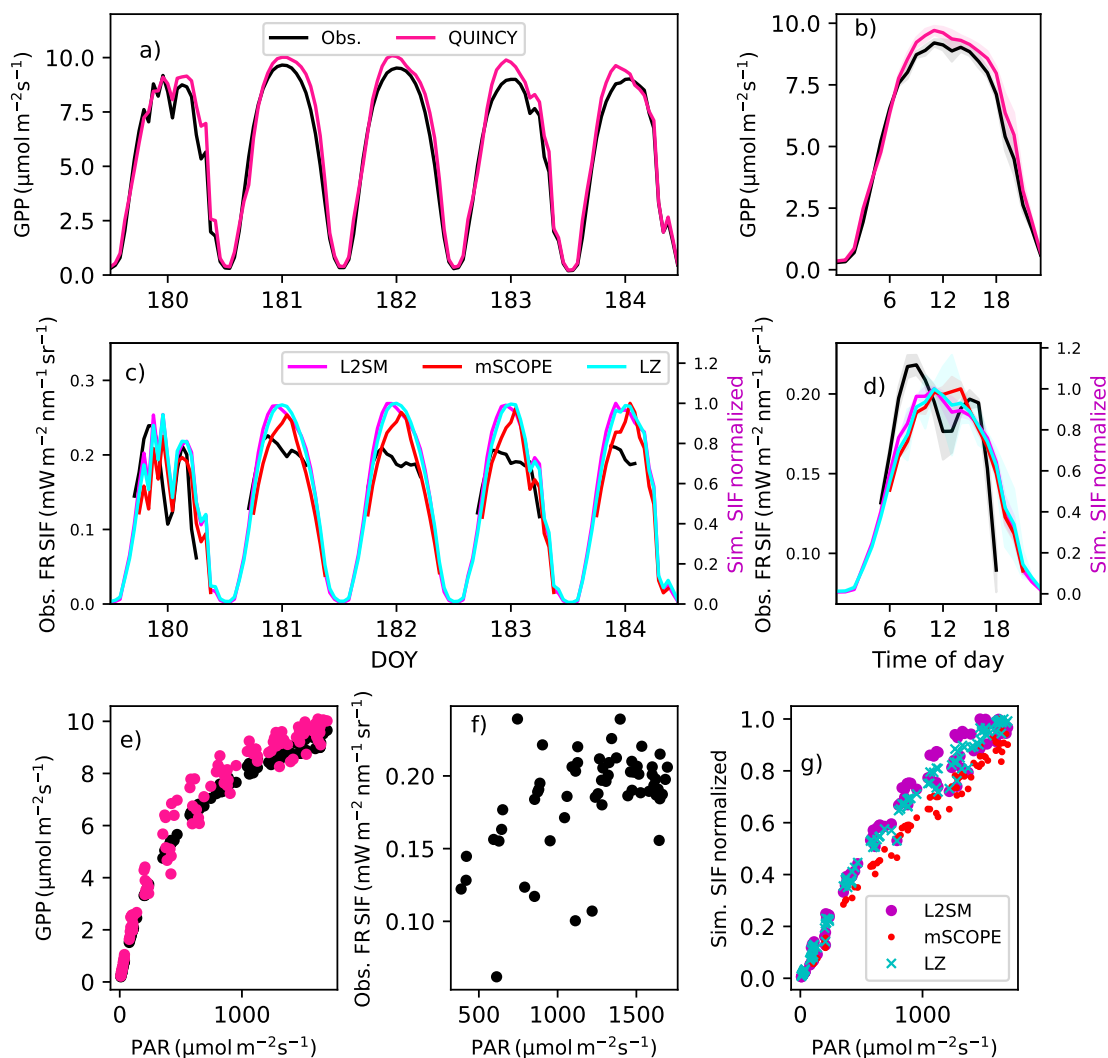 a)
Obs. QUINCY
b)
GPP (μmol m⁻²s⁻¹)
10.0
7.5
5.0
2.5
0.0
180 181 182 183 184
GPP (μmol m⁻²s⁻¹)
10.0
7.5
5.0
2.5
0.0
6 12 18
c)
L2SM mSCOPE LZ
d)
Obs. FR SIF (mW m⁻² nm⁻¹ sr⁻¹)
0.3
0.2
0.1
0.0
1.0
0.8
0.6
0.4
0.2
0.0
Sim. SIF normalized
180 181 182 183 184
DOY
Obs. FR SIF (mW m⁻² nm⁻¹ sr⁻¹)
0.20
0.15
0.10
1.2
1.0
0.8
0.6
0.4
0.2
0.0
Sim. SIF normalized
6 12 18
Time of day
e)
GPP (μmol m⁻²s⁻¹)
10
8
6
4
2
0
0 1000
PAR (μmol m⁻²s⁻¹)
f)
Obs. FR SIF (mW m⁻² nm⁻¹ sr⁻¹)
0.20
0.15
0.10
500 1000 1500
PAR (μmol m⁻²s⁻¹)
g)
Sim. SIF normalized
1.0
0.8
0.6
0.4
0.2
0.0
L2SM
mSCOPE
LZ
0 1000
PAR (μmol m⁻²s⁻¹)